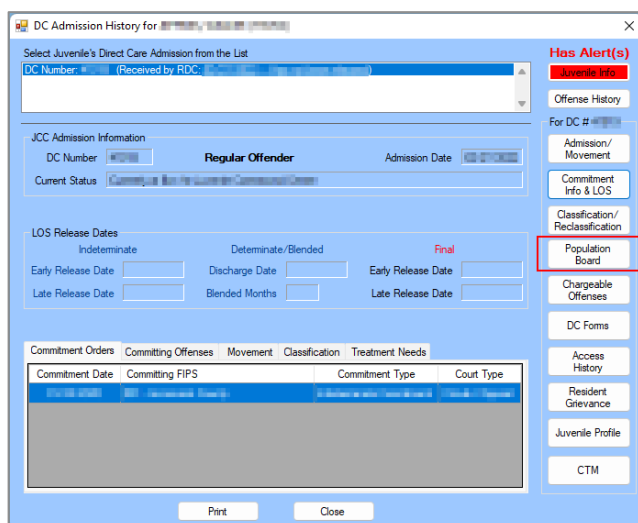 DC Admission History for
Select Juvenile's Direct Care Admission from the List
DC Number: (Received by RDC:
JCC Admission Information
DC Number Regular Offender Admission Date
Current Status
LOS Release Dates
Indeterminate Determinate/Blended Final
Early Release Date Discharge Date Early Release Date
Late Release Date Blended Months Late Release Date
Commitment Orders Committing Offenses Movement Classification Treatment Needs
Commitment Date Committing FIPS Commitment Type Court Type
Print Close
Has Alert(s)
Juvenile Info
Offense History
For DC #
Admission/
Movement
Commitment
Info & LOS
Classification/
Reclassification
Population
Board
Chargeable
Offenses
DC Forms
Access
History
Resident
Grievance
Juvenile Profile
CTM